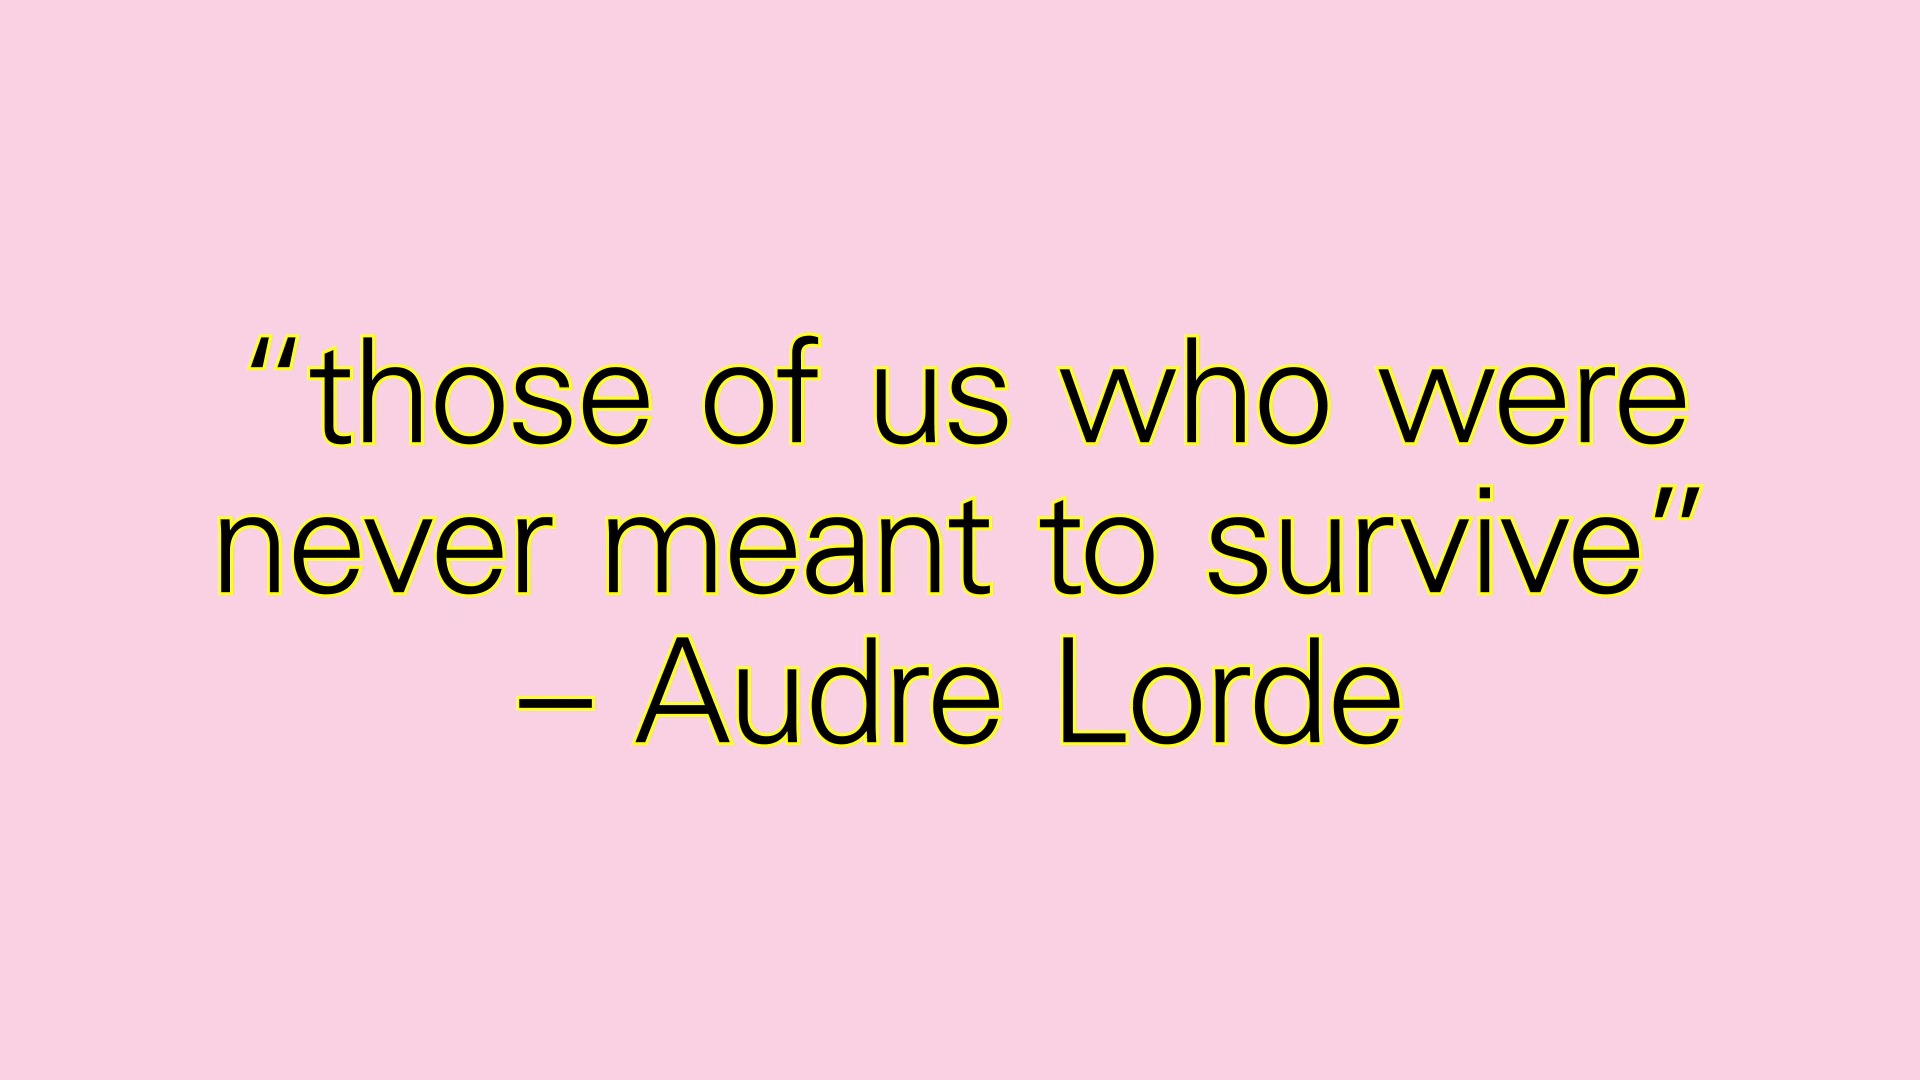 “those of us who were
never meant to survive”
– Audre Lorde